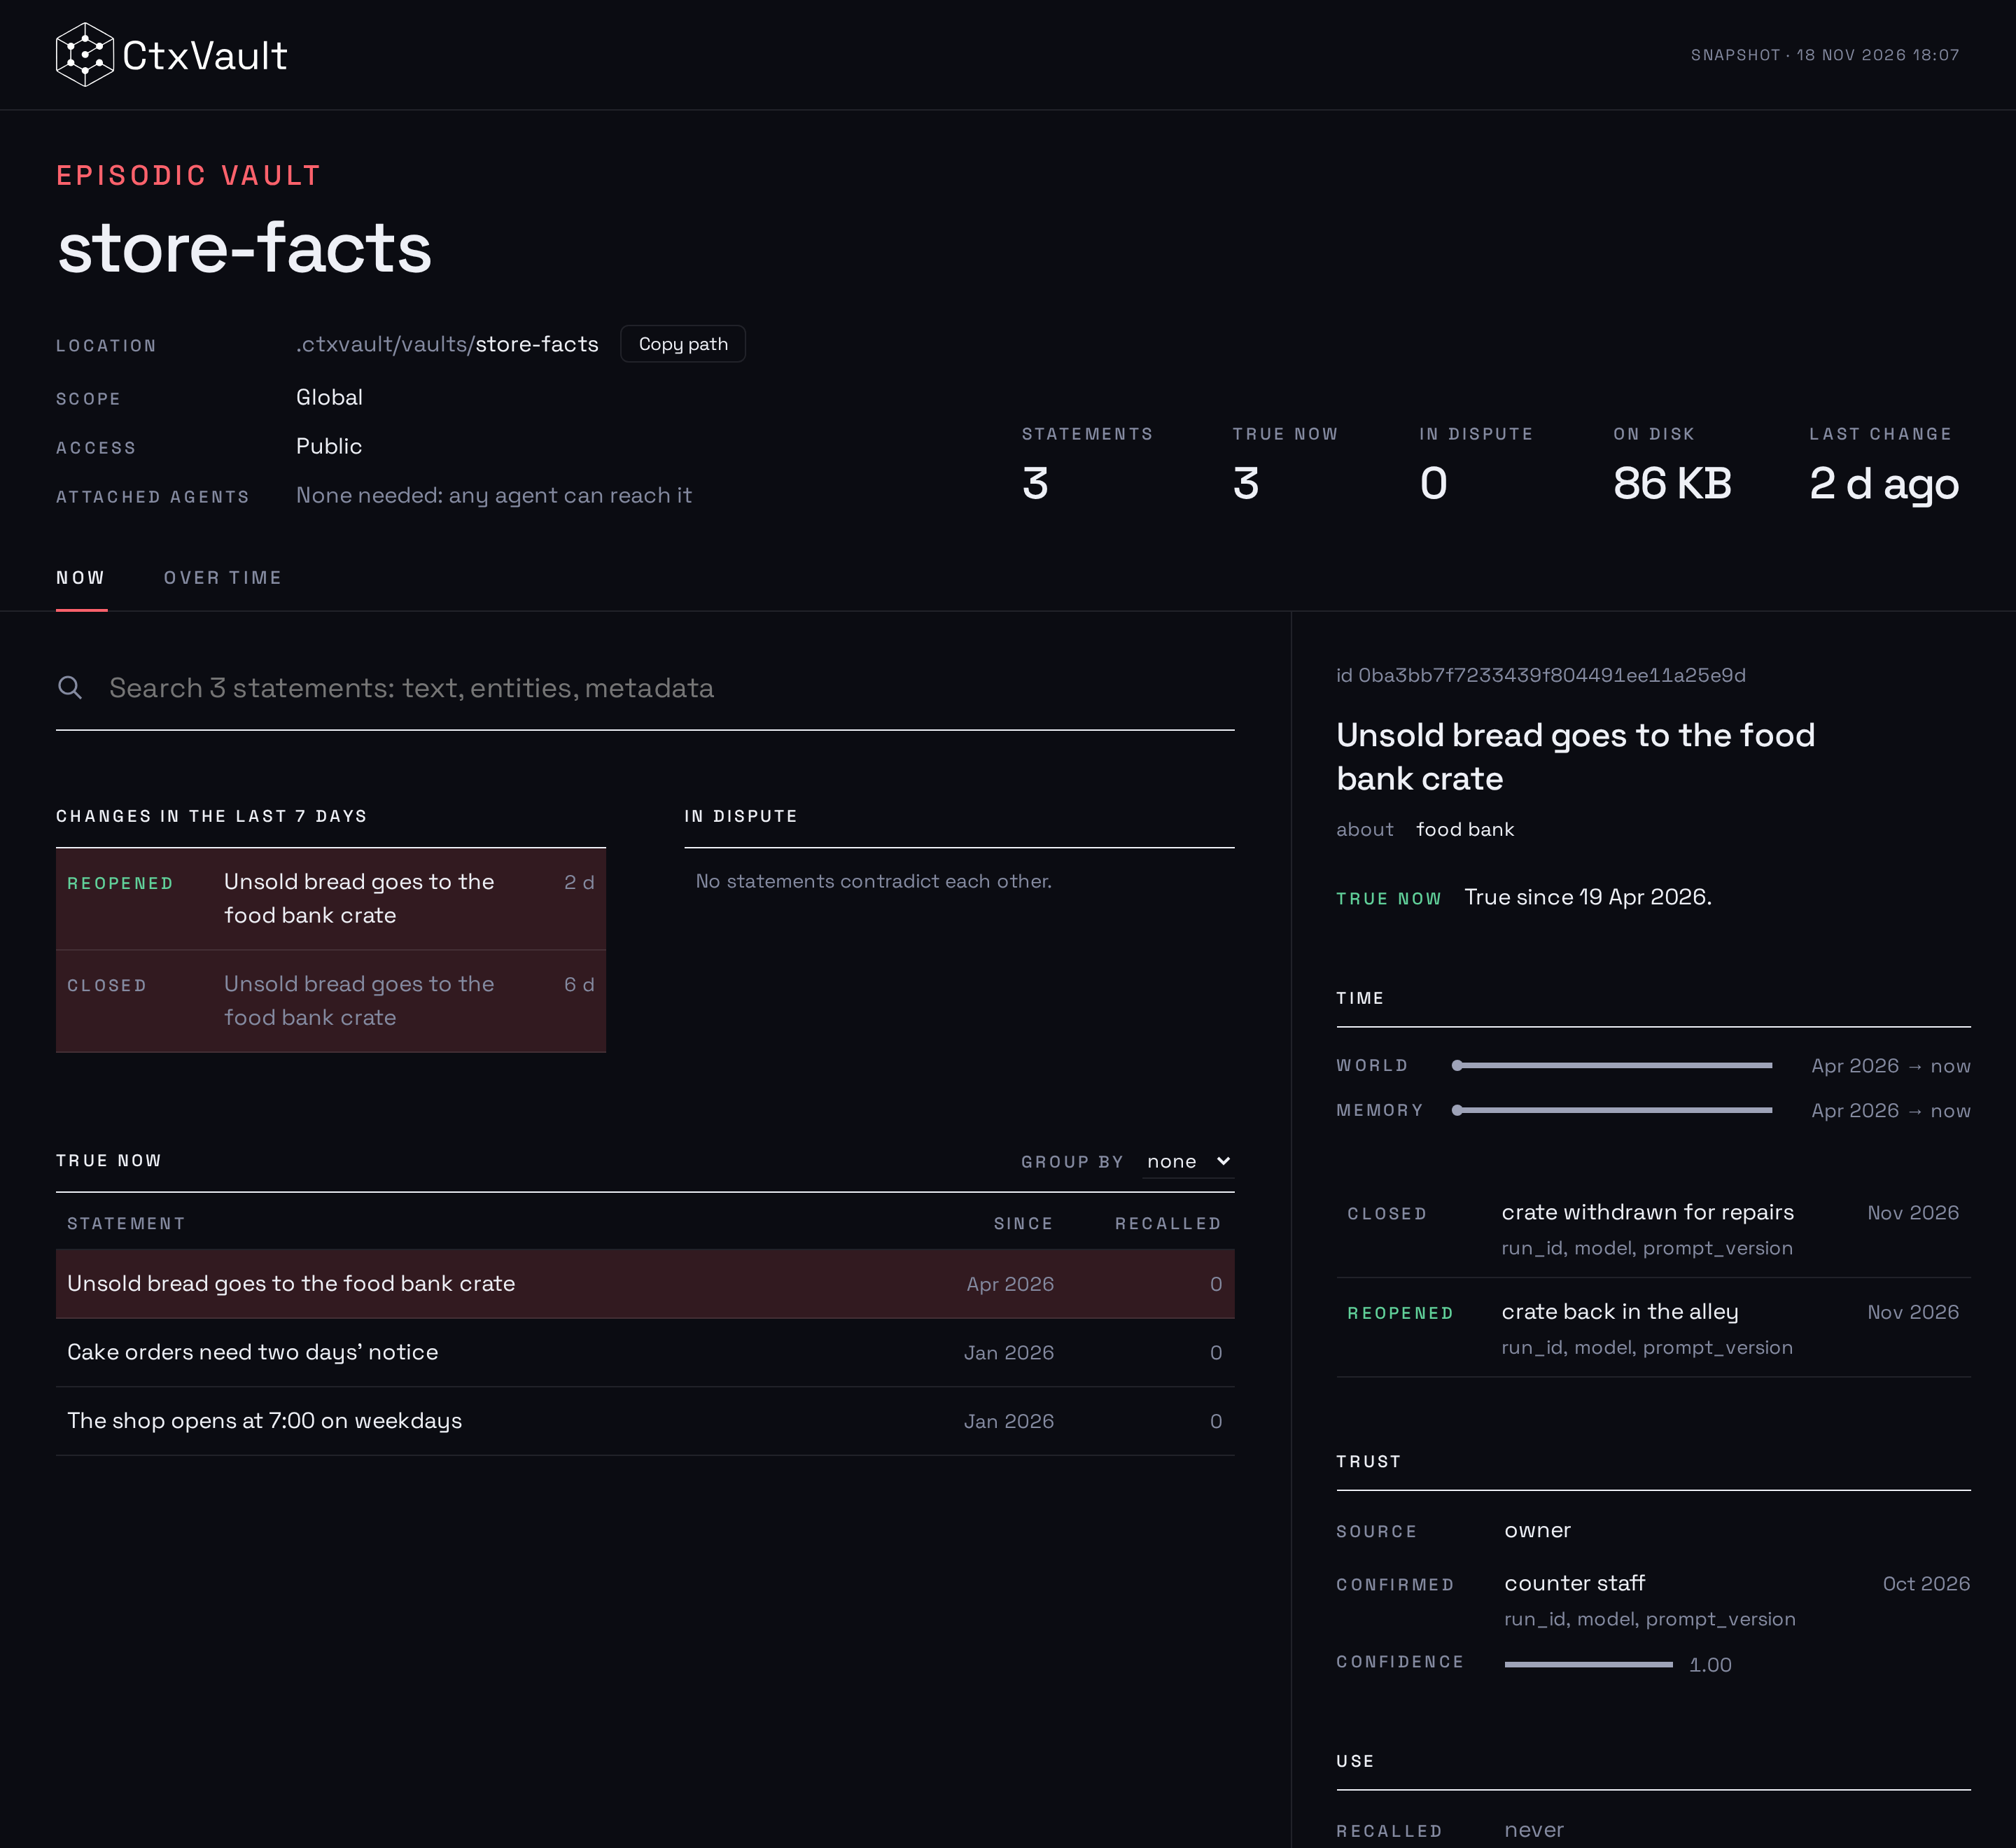 CtxVault
SNAPSHOT · 18 NOV 2026 18:07
EPISODIC VAULT
store-facts
LOCATION .ctxvault/vaults/store-facts Copy path
SCOPE Global
ACCESS Public
ATTACHED AGENTS None needed: any agent can reach it
STATEMENTS TRUE NOW IN DISPUTE ON DISK LAST CHANGE
3 3 0 86 KB 2 d ago
NOW OVER TIME
Search 3 statements: text, entities, metadata
CHANGES IN THE LAST 7 DAYS
REOPENED Unsold bread goes to the 2 d
food bank crate
CLOSED Unsold bread goes to the 6 d
food bank crate
IN DISPUTE
No statements contradict each other.
TRUE NOW GROUP BY none
STATEMENT SINCE RECALLED
Unsold bread goes to the food bank crate Apr 2026 0
Cake orders need two days’ notice Jan 2026 0
The shop opens at 7:00 on weekdays Jan 2026 0
id 0ba3bb7f7233439f804491ee11a25e9d
Unsold bread goes to the food
bank crate
about food bank
TRUE NOW True since 19 Apr 2026.
TIME
WORLD Apr 2026 → now
MEMORY Apr 2026 → now
CLOSED crate withdrawn for repairs Nov 2026
run_id, model, prompt_version
REOPENED crate back in the alley Nov 2026
run_id, model, prompt_version
TRUST
SOURCE owner
CONFIRMED counter staff Oct 2026
run_id, model, prompt_version
CONFIDENCE 1.00
USE
RECALLED never